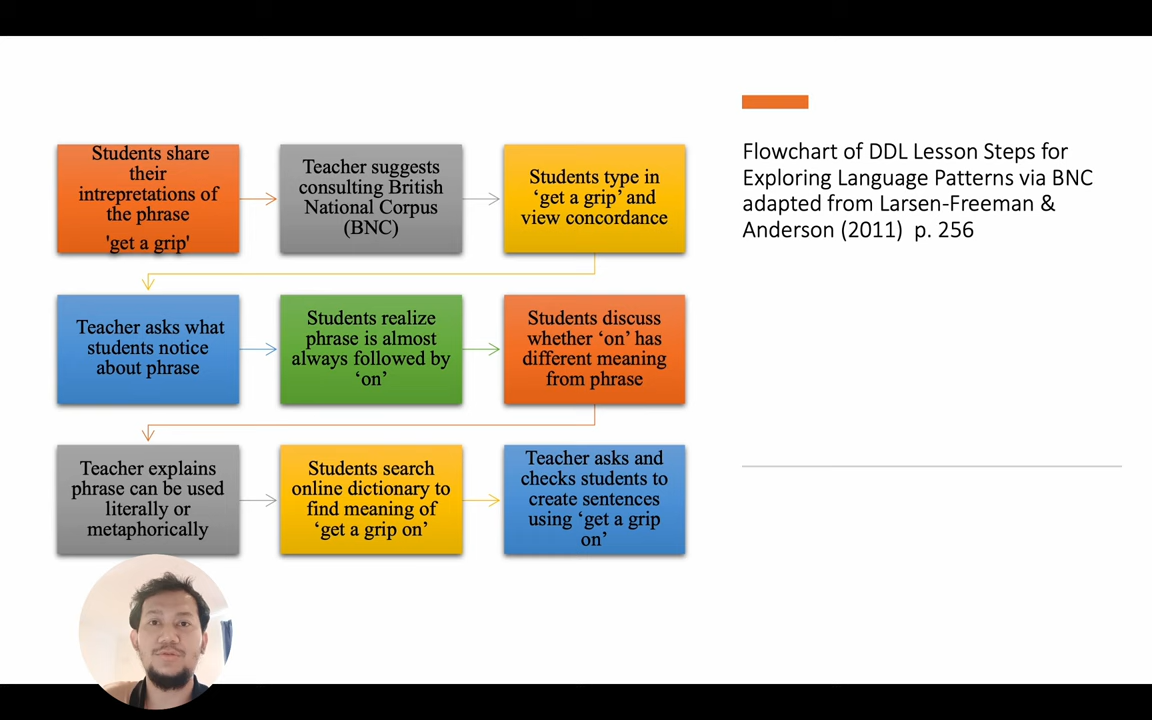 Students share
their
intrepretations of
the phrase
'get a grip'
Teacher suggests
consulting British
National Corpus
(BNC)
Students type in
‘get a grip’ and
view concordance
Teacher asks what
students notice
about phrase
Students realize
phrase is almost
always followed by
‘on’
Students discuss
whether ‘on’ has
different meaning
from phrase
Teacher explains
phrase can be used
literally or
metaphorically
Students search
online dictionary to
find meaning of
‘get a grip on’
Teacher asks and
checks students to
create sentences
using ‘get a grip
on’
Flowchart of DDL Lesson Steps for
Exploring Language Patterns via BNC
adapted from Larsen-Freeman &
Anderson (2011)  p. 256